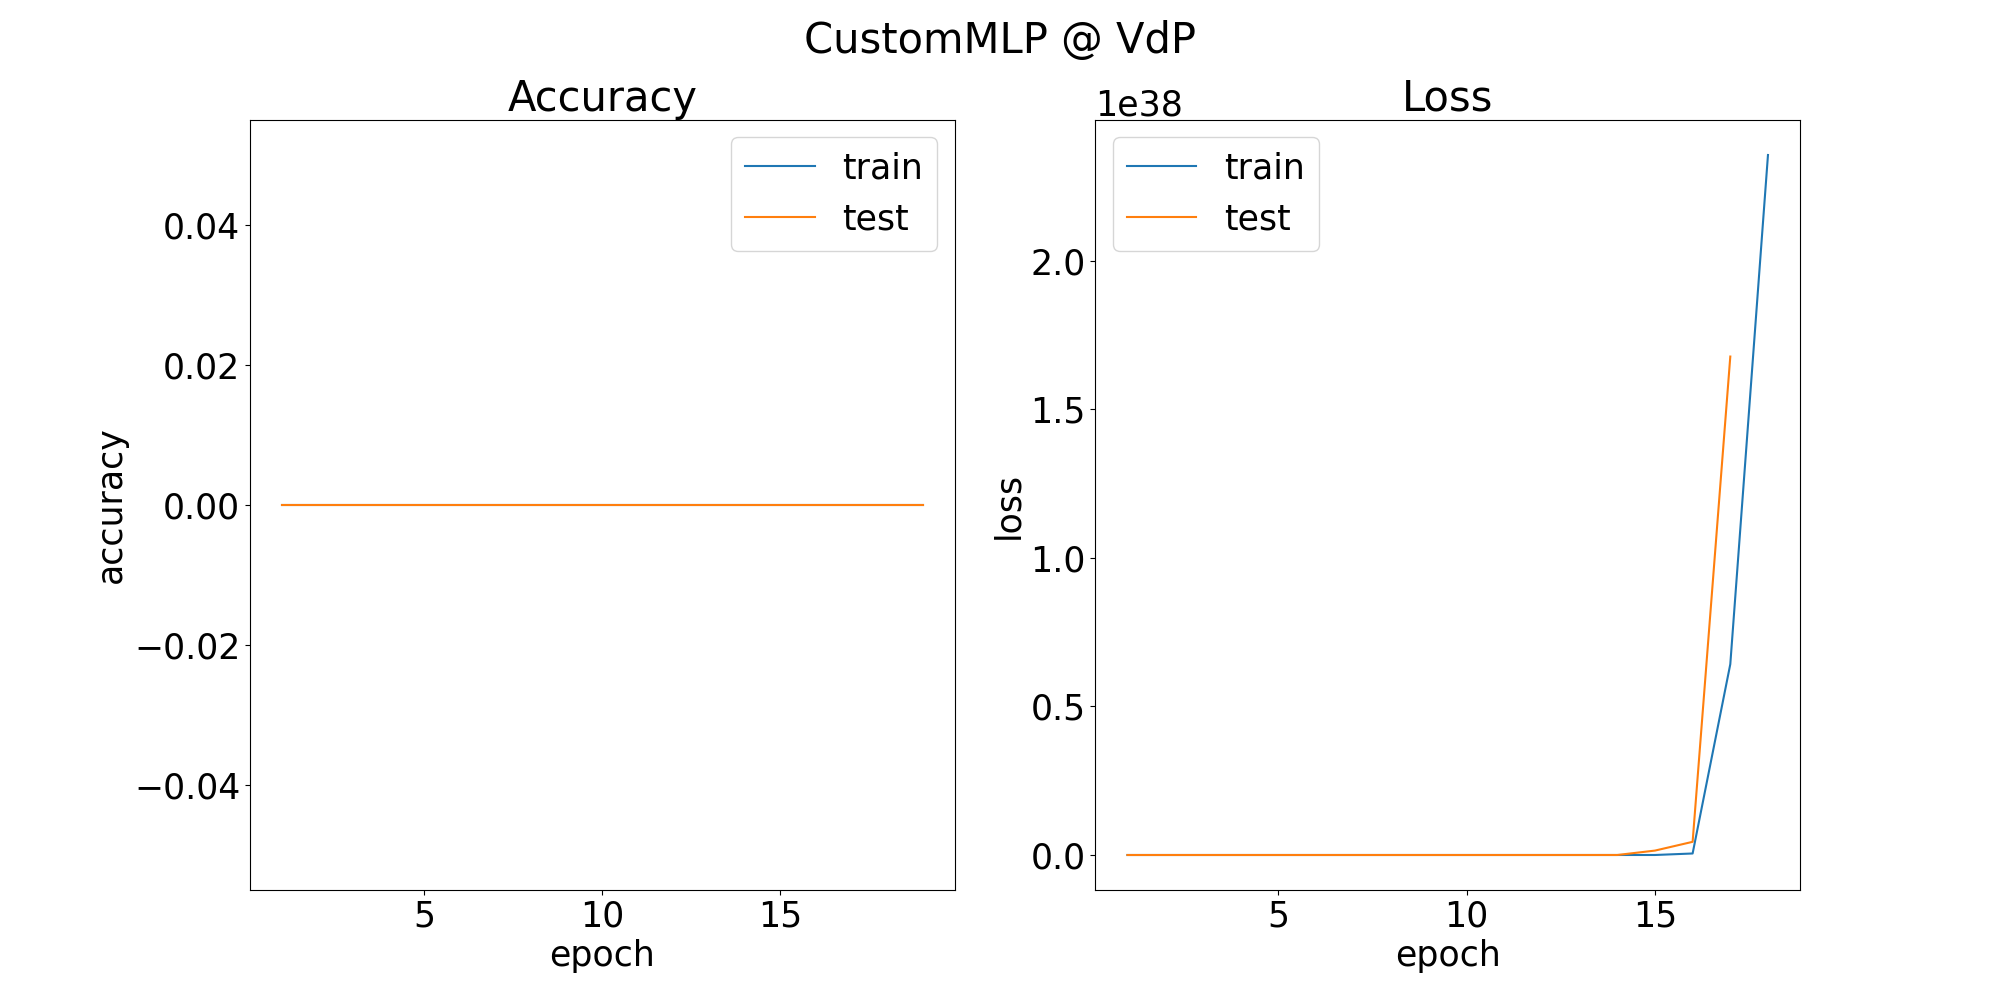 CustomMLP @ VdP
Accuracy
train
test
0.04
0.02
0.00
−0.02
−0.04
accuracy
5 10 15
epoch
1e38
Loss
train
test
2.0
1.5
1.0
0.5
0.0
loss
5 10 15
epoch